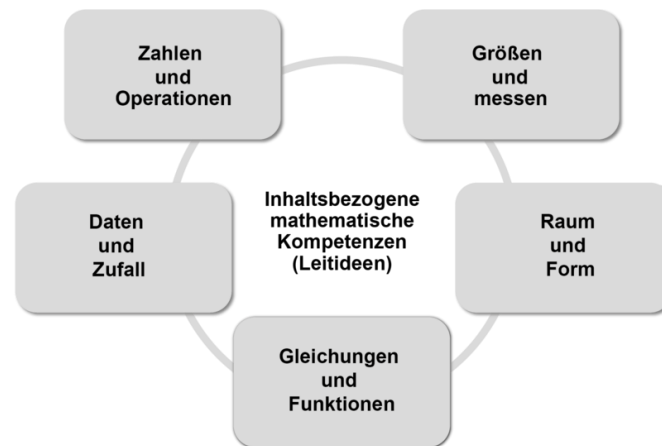 Zahlen
und
Operationen
Größen
und
messen
Daten
und
Zufall
Inhaltsbezogene
mathematische
Kompetenzen
(Leitideen)
Raum
und
Form
Gleichungen
und
Funktionen